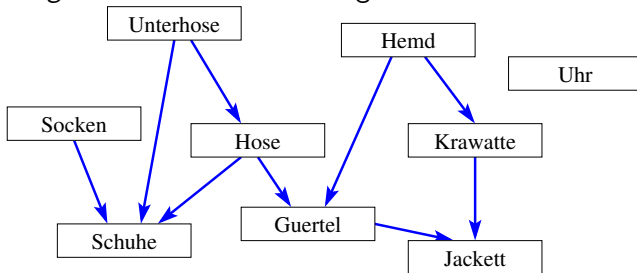 Unterhose
Hemd
Uhr
Socken
Hose
Krawatte
Schuhe
Guertel
Jackett